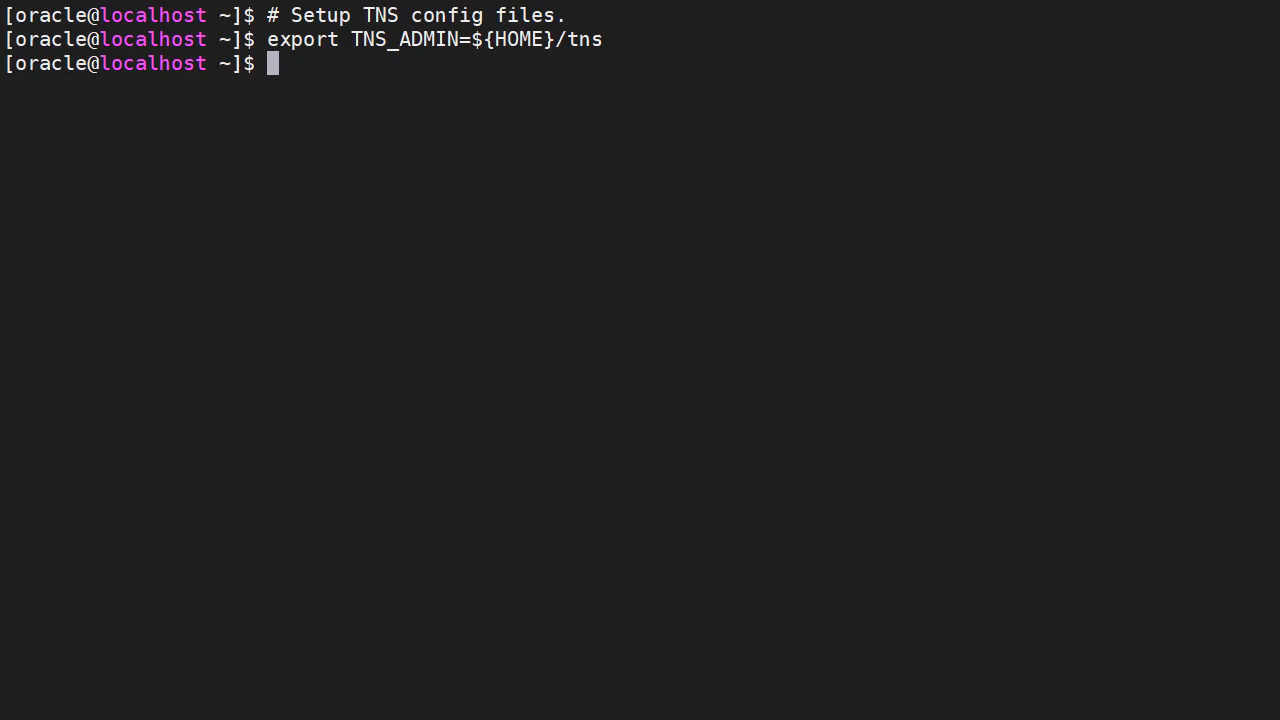 [oracle@localhost ~]$ # Setup TNS config files.
[oracle@localhost ~]$ export TNS_ADMIN=${HOME}/tns
[oracle@localhost ~]$